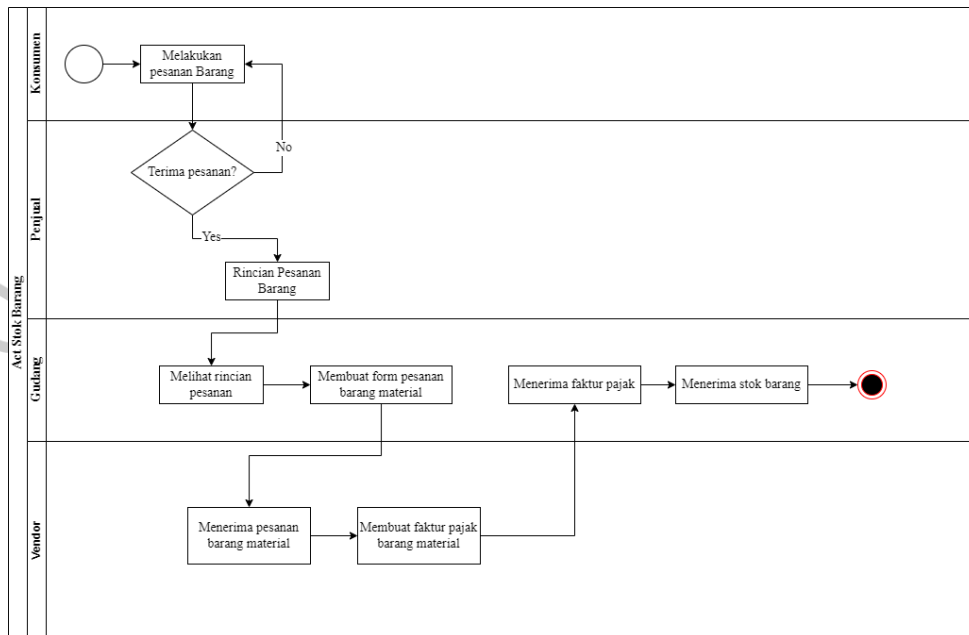 Act Stok Barang
Konsumen
Melakukan
pesanan Barang
Penjual
Terima pesanan?
No
Yes
Rincian Pesanan
Barang
Gudang
Melihat rincian
pesanan
Membuat form pesanan
barang material
Menerima faktur pajak
Menerima stok barang
Vendor
Menerima pesanan
barang material
Membuat faktur pajak
barang material